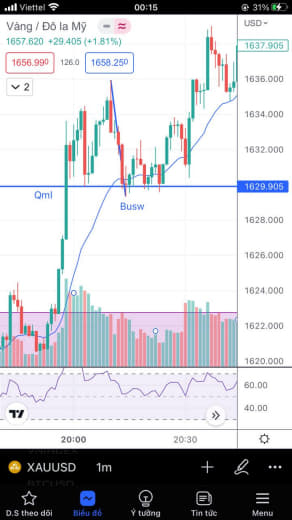 Viettel 00:15 31%
Vàng / Đô la Mỹ
USD
1657.620 +29.405 (+1.81%)
1656.990 126.0 1658.250
2
1637.905
1636.000
1634.000
1632.000
1629.905
1628.000
1626.000
1624.000
1622.000
1620.000
Qml
Busw
60.00
40.00
20:00 20:30
XAUUSD 1m
D.S theo dõi Biểu đồ Ý tưởng Tin tức Menu